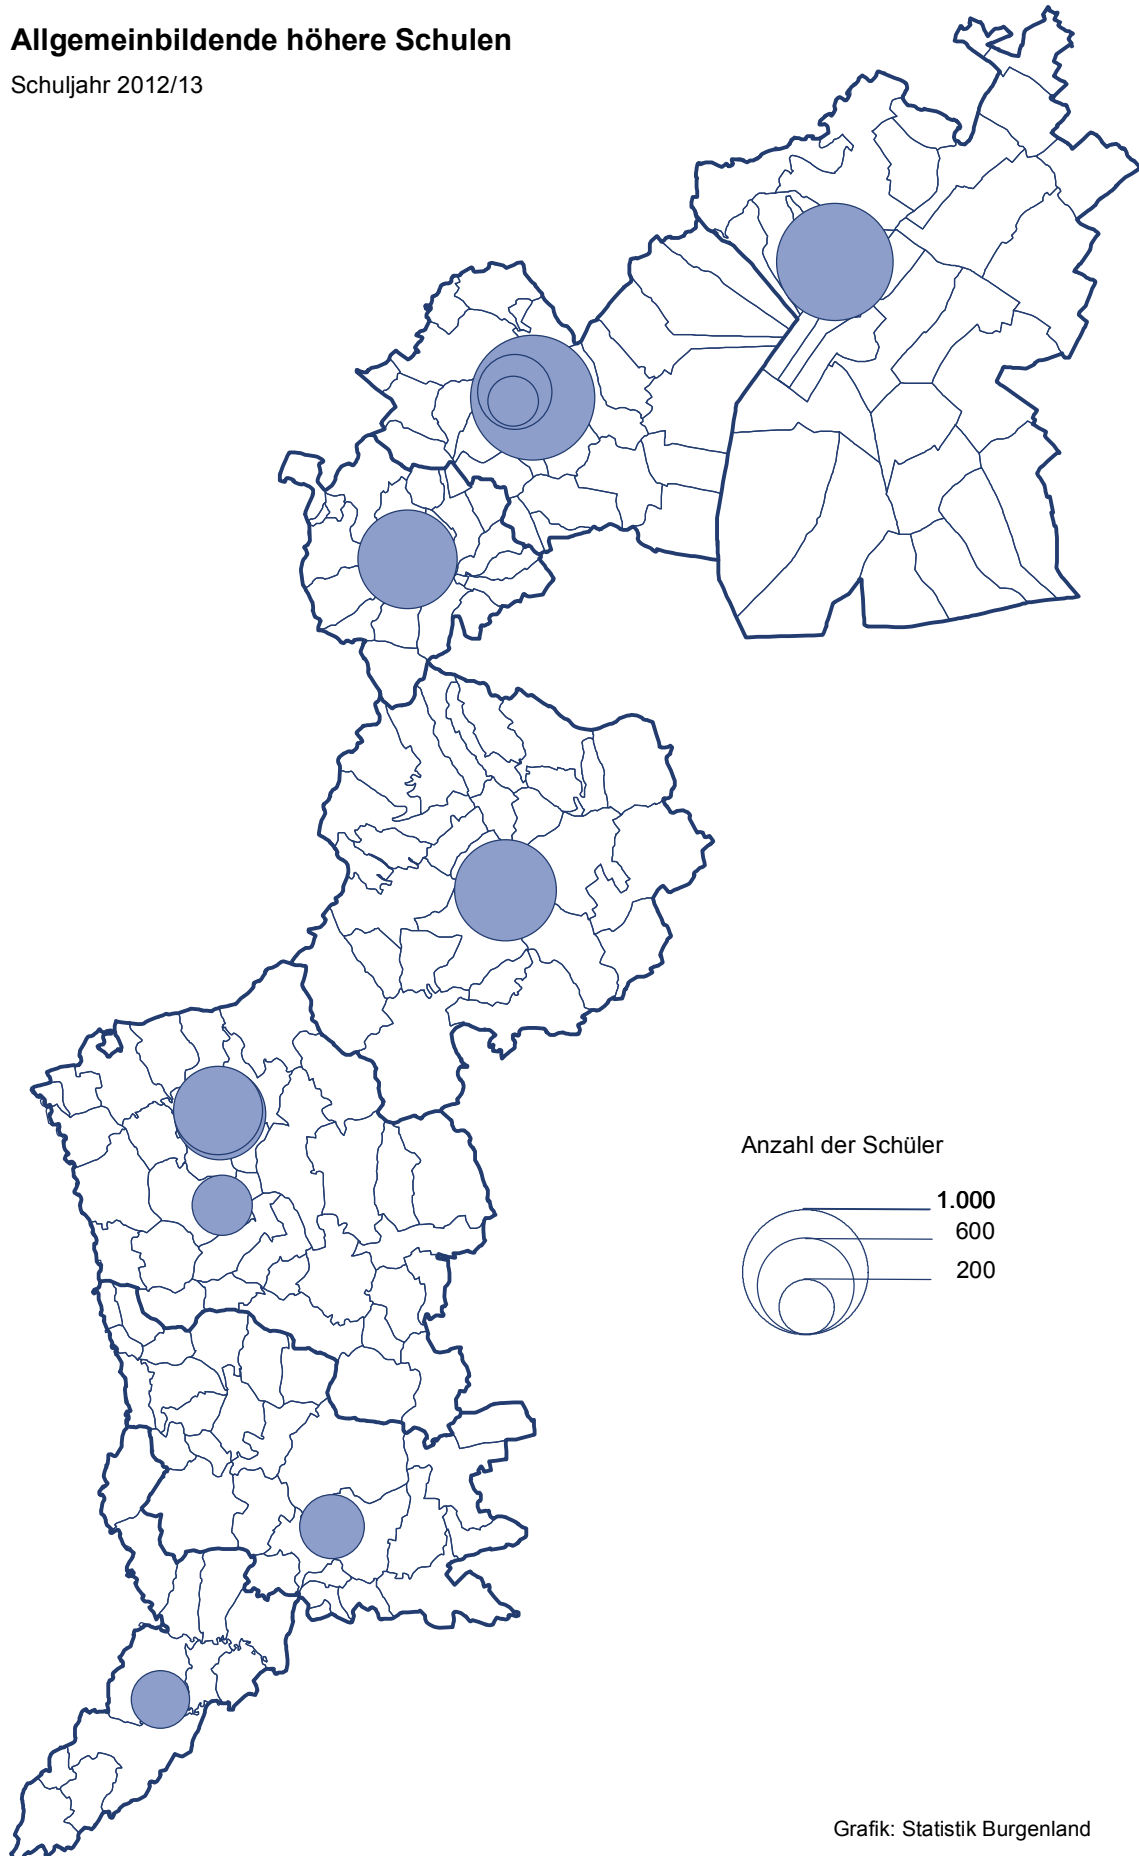 Allgemeinbildende höhere Schulen
Schuljahr 2012/13
Anzahl der Schüler
1.000
600
200
Grafik: Statistik Burgenland